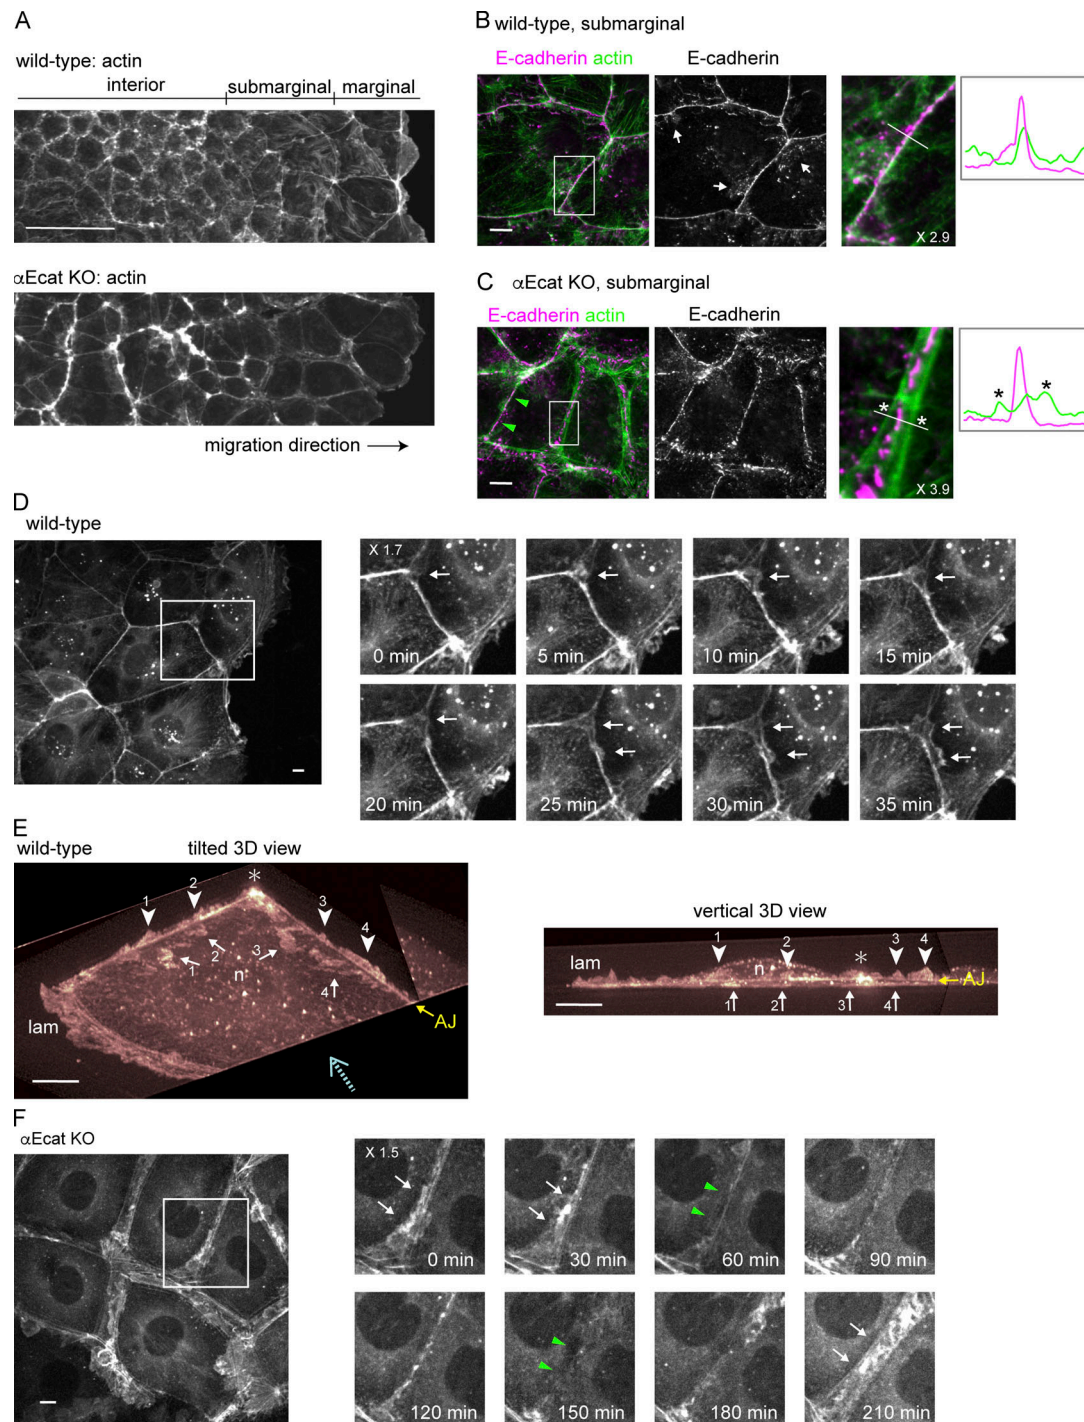 A
wild-type: actin
interior submarginal marginal
αEcat KO: actin
migration direction
B wild-type, submarginal
E-cadherin actin E-cadherin
X 2.9
C αEcat KO, submarginal
E-cadherin actin E-cadherin
* *
* *
X 3.9
D
wild-type
X 1.7
0 min 5 min 10 min 15 min
20 min 25 min 30 min 35 min
E
wild-type tilted 3D view
1 2 * 3 4
1 2 3 4
n
lam
AJ
vertical 3D view
1 2 * 3 4
lam n AJ
1 2 3 4
F
αEcat KO
X 1.5
0 min 30 min 60 min 90 min
120 min 150 min 180 min 210 min